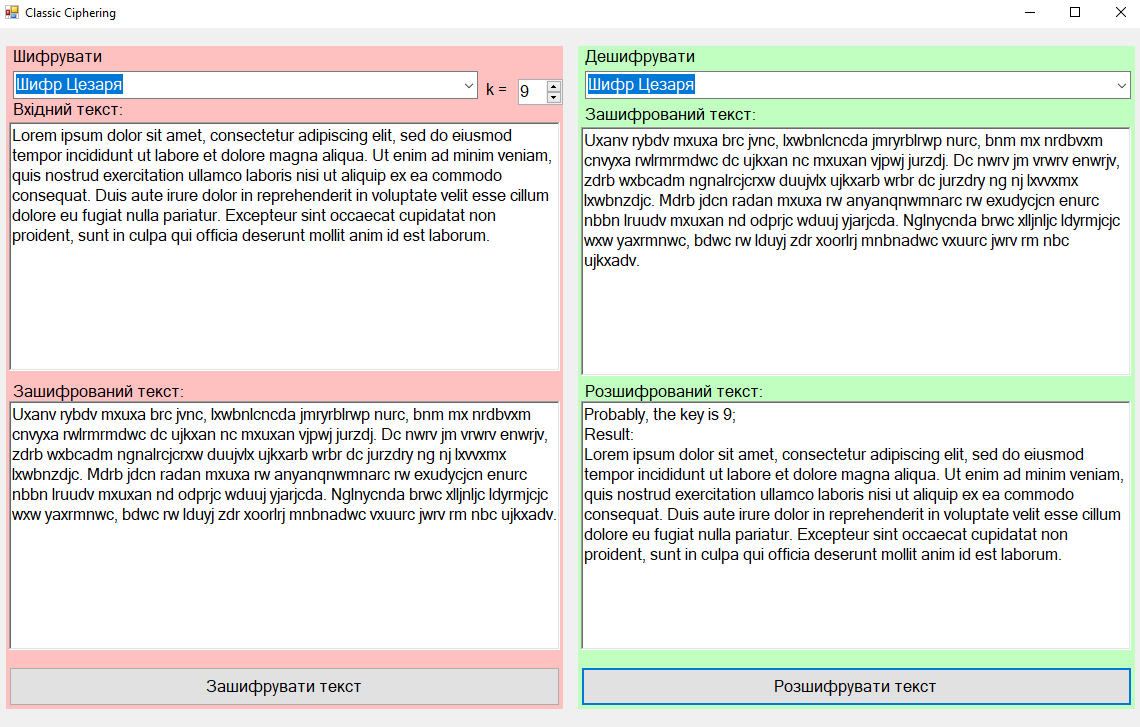 Classic Ciphering
Шифрувати
Шифр Цезаря
k =
9
Вхідний текст:
Lorem ipsum dolor sit amet, consectetur adipiscing elit, sed do eiusmod
tempor incididunt ut labore et dolore magna aliqua. Ut enim ad minim veniam,
quis nostrud exercitation ullamco laboris nisi ut aliquip ex ea commodo
consequat. Duis aute irure dolor in reprehenderit in voluptate velit esse cillum
dolore eu fugiat nulla pariatur. Excepteur sint occaecat cupidatat non
proident, sunt in culpa qui officia deserunt mollit anim id est laborum.
Зашифрований текст:
Uxanv rybdv mxuxa brc jvnc, lxwbnlcncda jmryrblrwp nurc, bnm mx nrdbvxm
cnvyxa rwlrmrmdwc dc ujkxan nc mxuxan vjpwj jurzdj. Dc nwrv jm vrwrv enwrjv,
zdrb wxbcadm ngnalrcjcrxw duujvlx ujkxarb wrbr dc jurzdry ng nj lxvvxmx
lxwbnzdjc. Mdrb jdcn radan mxuxa rw anyanqnwmnarc rw exudycjcn enurc
nbbn lruudv mxuxan nd odprjc wduuj yjarjcda. Nglnycnda brwc xlljnljc ldyrmjcjc
wxw yaxrmnwc, bdwc rw lduyj zdr xoorlrj mnbnadwc vxuurc jwrv rm nbc ujkxadv.
Зашифрувати текст
Дешифрувати
Шифр Цезаря
Зашифрований текст:
Uxanv rybdv mxuxa brc jvnc, lxwbnlcncda jmryrblrwp nurc, bnm mx nrdbvxm
cnvyxa rwlrmrmdwc dc ujkxan nc mxuxan vjpwj jurzdj. Dc nwrv jm vrwrv enwrjv,
zdrb wxbcadm ngnalrcjcrxw duujvlx ujkxarb wrbr dc jurzdry ng nj lxvvxmx
lxwbnzdjc. Mdrb jdcn radan mxuxa rw anyanqnwmnarc rw exudycjcn enurc
nbbn lruudv mxuxan nd odprjc wduuj yjarjcda. Nglnycnda brwc xlljnljc ldyrmjcjc
wxw yaxrmnwc, bdwc rw lduyj zdr xoorlrj mnbnadwc vxuurc jwrv rm nbc
ujkxadv.
Розшифрований текст:
Probably, the key is 9;
Result:
Lorem ipsum dolor sit amet, consectetur adipiscing elit, sed do eiusmod
tempor incididunt ut labore et dolore magna aliqua. Ut enim ad minim veniam,
quis nostrud exercitation ullamco laboris nisi ut aliquip ex ea commodo
consequat. Duis aute irure dolor in reprehenderit in voluptate velit esse cillum
dolore eu fugiat nulla pariatur. Excepteur sint occaecat cupidatat non
proident, sunt in culpa qui officia deserunt mollit anim id est laborum.
Розшифрувати текст